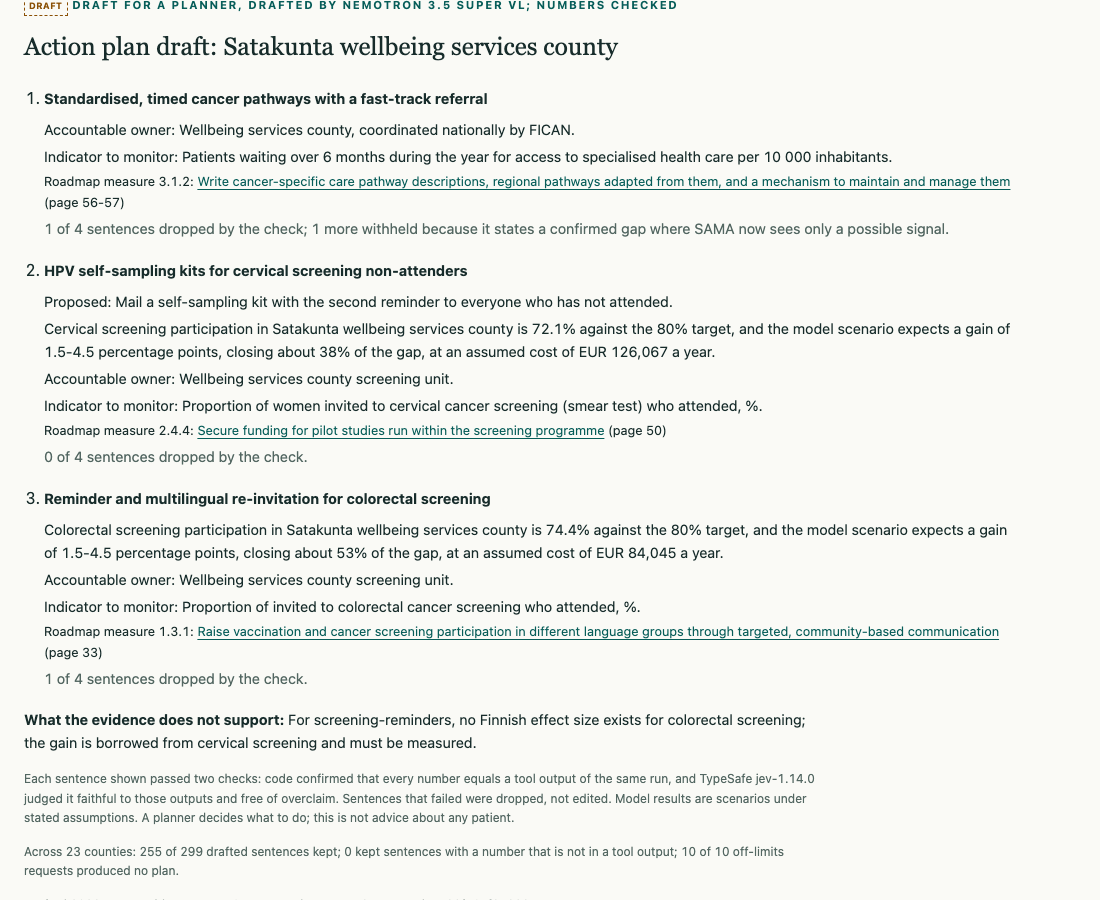 DRAFT DRAFT FOR A PLANNER, DRAFTED BY NEMOTRON 3.5 SUPER VL; NUMBERS CHECKED
Action plan draft: Satakunta wellbeing services county
1. Standardised, timed cancer pathways with a fast-track referral
Accountable owner: Wellbeing services county, coordinated nationally by FICAN.
Indicator to monitor: Patients waiting over 6 months during the year for access to specialised health care per 10 000 inhabitants.
Roadmap measure 3.1.2: Write cancer-specific care pathway descriptions, regional pathways adapted from them, and a mechanism to maintain and manage them
(page 56-57)
1 of 4 sentences dropped by the check; 1 more withheld because it states a confirmed gap where SAMA now sees only a possible signal.
2. HPV self-sampling kits for cervical screening non-attenders
Proposed: Mail a self-sampling kit with the second reminder to everyone who has not attended.
Cervical screening participation in Satakunta wellbeing services county is 72.1% against the 80% target, and the model scenario expects a gain of
1.5-4.5 percentage points, closing about 38% of the gap, at an assumed cost of EUR 126,067 a year.
Accountable owner: Wellbeing services county screening unit.
Indicator to monitor: Proportion of women invited to cervical cancer screening (smear test) who attended, %.
Roadmap measure 2.4.4: Secure funding for pilot studies run within the screening programme (page 50)
0 of 4 sentences dropped by the check.
3. Reminder and multilingual re-invitation for colorectal screening
Colorectal screening participation in Satakunta wellbeing services county is 74.4% against the 80% target, and the model scenario expects a gain
of 1.5-4.5 percentage points, closing about 53% of the gap, at an assumed cost of EUR 84,045 a year.
Accountable owner: Wellbeing services county screening unit.
Indicator to monitor: Proportion of invited to colorectal cancer screening who attended, %.
Roadmap measure 1.3.1: Raise vaccination and cancer screening participation in different language groups through targeted, community-based communication
(page 33)
1 of 4 sentences dropped by the check.
What the evidence does not support: For screening-reminders, no Finnish effect size exists for colorectal screening;
the gain is borrowed from cervical screening and must be measured.
Each sentence shown passed two checks: code confirmed that every number equals a tool output of the same run, and TypeSafe jev-1.14.0
judged it faithful to those outputs and free of overclaim. Sentences that failed were dropped, not edited. Model results are scenarios under
stated assumptions. A planner decides what to do; this is not advice about any patient.
Across 23 counties: 255 of 299 drafted sentences kept; 0 kept sentences with a number that is not in a tool output; 10 of 10 off-limits
requests produced no plan.